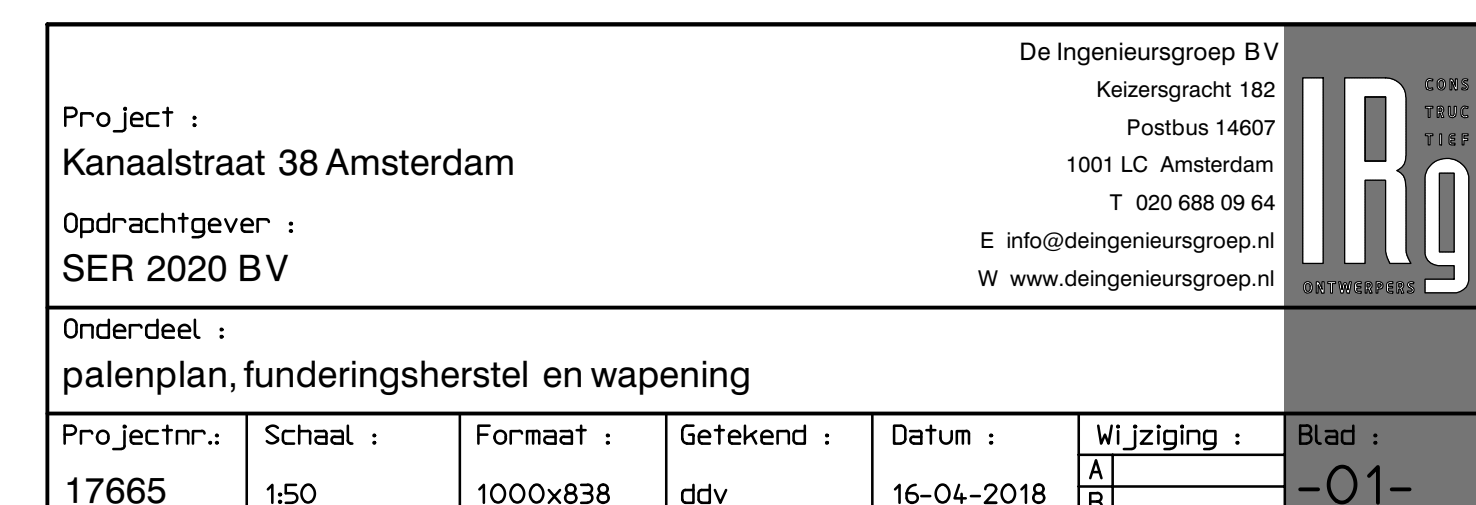 De Ingenieursgroep BV
Keizersgracht 182
Postbus 14607
1001 LC Amsterdam
T 020 688 09 64
E info@deingenieursgroep.nl
W www.deingenieursgroep.nl
IRg
CONS
TRUC
TIEF
ONTWERPERS
Project :
Kanaalstraat 38 Amsterdam
Opdrachtgever :
SER 2020 BV
Onderdeel :
palenplan, funderingsherstel en wapening
Projectnr.: Schaal : Formaat : Getekend : Datum : Wijziging : Blad :
A
17665 1:50 1000x838 ddv 16-04-2018 -01-
B